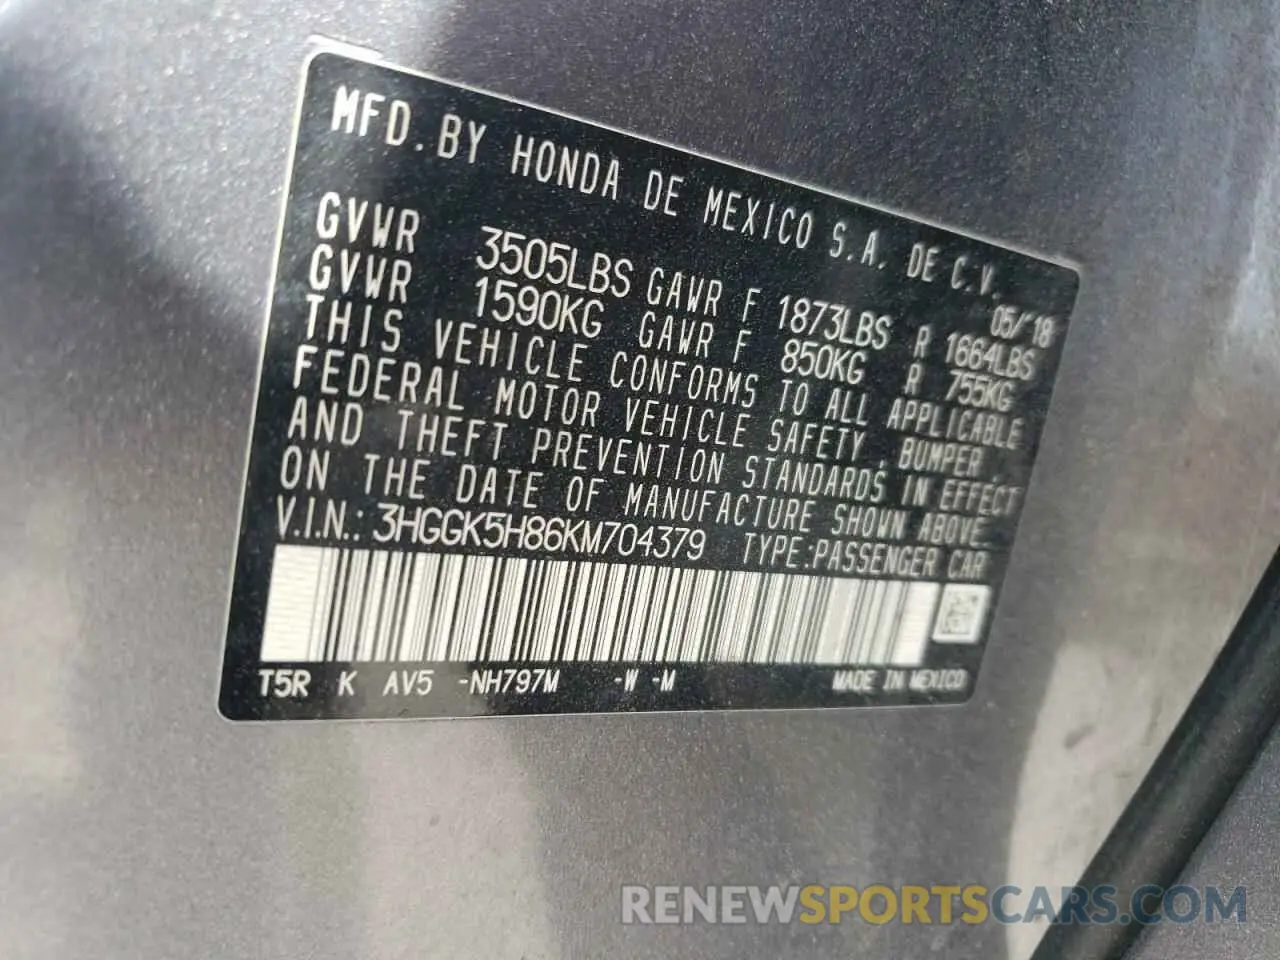 MFD. BY HONDA DE MEXICO S.A. DE C.V.
05/'18
GVWR 3505LBS GAWR F 1873LBS R 1664LBS
GVWR 1590KG GAWR F 850KG R 755KG
THIS VEHICLE CONFORMS TO ALL APPLICABLE
FEDERAL MOTOR VEHICLE SAFETY, BUMPER,
AND THEFT PREVENTION STANDARDS IN EFFECT
ON THE DATE OF MANUFACTURE SHOWN ABOVE.
V.I.N.: 3HGGK5H86KM704379 TYPE:PASSENGER CAR
T5R K AV5 -NH797M -W -M MADE IN MEXICO
RENEWSPORTSCARS.COM